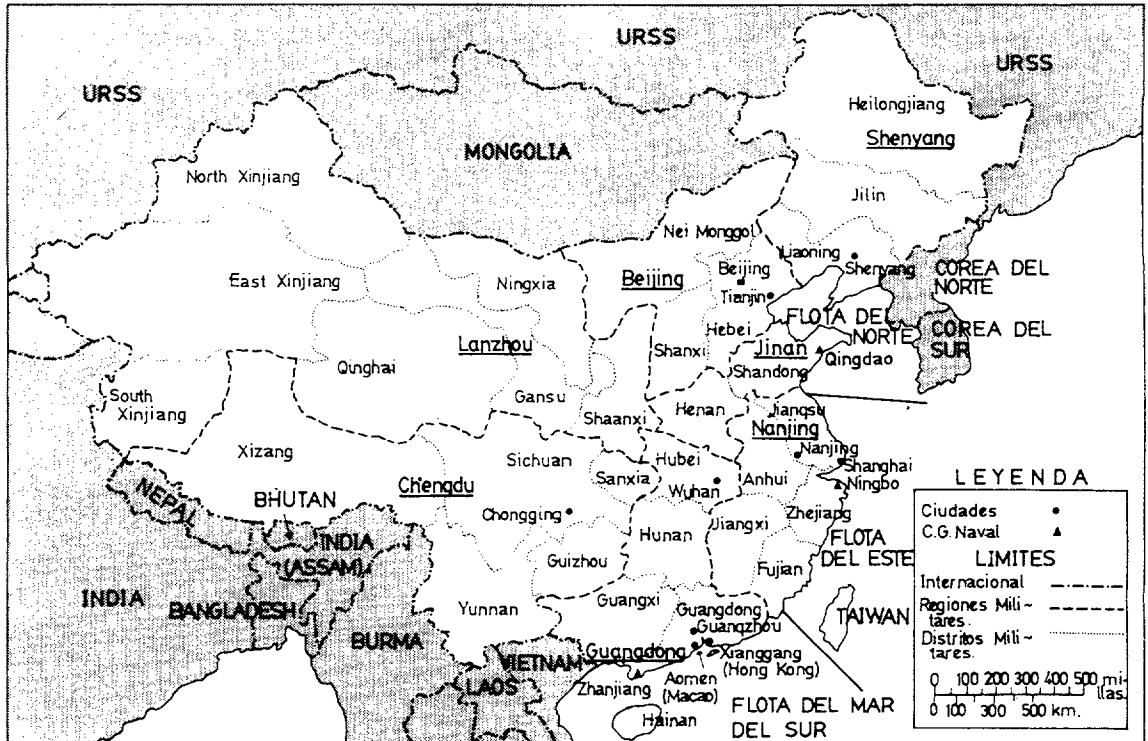 URSS
URSS
URSS
Heilongjiang
Shenyang
MONGOLIA
North Xinjiang
Jilin
Nei Monggol
Liaoning
East Xinjiang
Ningxia
Beijing
Beijing
Shenyang
COREA DEL
NORTE
Tianjin
FLOTA DEL
NORTE
Hebei
COREA DEL
SUR
Lanzhou
Shanxi
Jinan
Qingdao
Qinghai
Shandong
South
Xinjiang
Gansu
Shaanxi
Henan
Jiangsu
Nanjing
Xizang
Sichuan
Hubei
Nanjing
Shanghai
Sanxia
Anhui
Ningbo
NEPAL
BHUTAN
Chengdu
Wuhan
Zhejiang
Chongging
INDIA
(ASSAM)
Hunan
Jiangxi
FLOTA
DEL ESTE
Guizhou
Fujian
INDIA
BANGLADESH
Yunnan
Guangxi
Guangdong
Guangzhou
TAIWAN
BURMA
VIETNAM
Guangdong
Xianggang
(Hong Kong)
LAOS
Zhanjiang
Aomen
(Macao)
Hainan
FLOTA DEL MAR
DEL SUR
LEYENDA
Ciudades
C.G. Naval
LIMITES
Internacional
Regiones Mili-
tares.
Distritos Mili-
tares.
0 100 200 300 400 500 mi-
llas.
0 100 300 500 km.